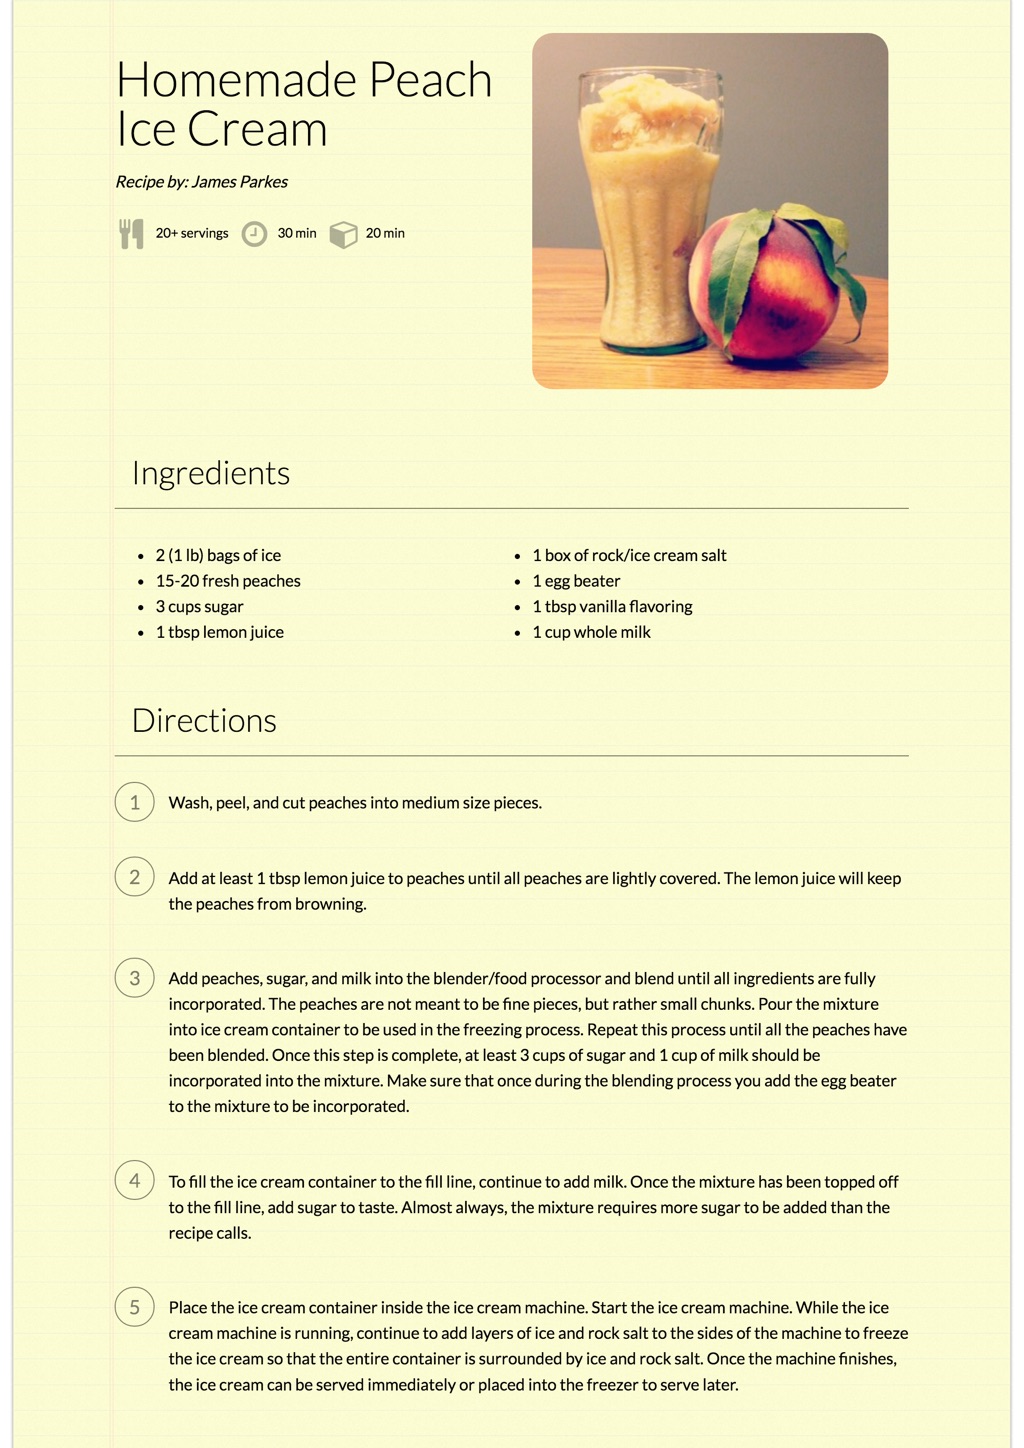 Homemade Peach
Ice Cream
Recipe by: James Parkes
20+ servings 30 min 20 min
Ingredients
• 2 (1 lb) bags of ice
• 15-20 fresh peaches
• 3 cups sugar
• 1 tbsp lemon juice
• 1 box of rock/ice cream salt
• 1 egg beater
• 1 tbsp vanilla flavoring
• 1 cup whole milk
Directions
1 Wash, peel, and cut peaches into medium size pieces.
2 Add at least 1 tbsp lemon juice to peaches until all peaches are lightly covered. The lemon juice will keep
the peaches from browning.
3 Add peaches, sugar, and milk into the blender/food processor and blend until all ingredients are fully
incorporated. The peaches are not meant to be fine pieces, but rather small chunks. Pour the mixture
into ice cream container to be used in the freezing process. Repeat this process until all the peaches have
been blended. Once this step is complete, at least 3 cups of sugar and 1 cup of milk should be
incorporated into the mixture. Make sure that once during the blending process you add the egg beater
to the mixture to be incorporated.
4 To fill the ice cream container to the fill line, continue to add milk. Once the mixture has been topped off
to the fill line, add sugar to taste. Almost always, the mixture requires more sugar to be added than the
recipe calls.
5 Place the ice cream container inside the ice cream machine. Start the ice cream machine. While the ice
cream machine is running, continue to add layers of ice and rock salt to the sides of the machine to freeze
the ice cream so that the entire container is surrounded by ice and rock salt. Once the machine finishes,
the ice cream can be served immediately or placed into the freezer to serve later.